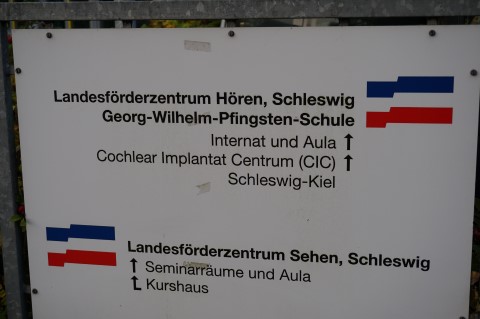 Landesförderzentrum Hören, Schleswig
Georg-Wilhelm-Pfingsten-Schule
Internat und Aula ↑
Cochlear Implantat Centrum (CIC) ↑
Schleswig-Kiel
Landesförderzentrum Sehen, Schleswig
↑ Seminarräume und Aula
↰ Kurshaus